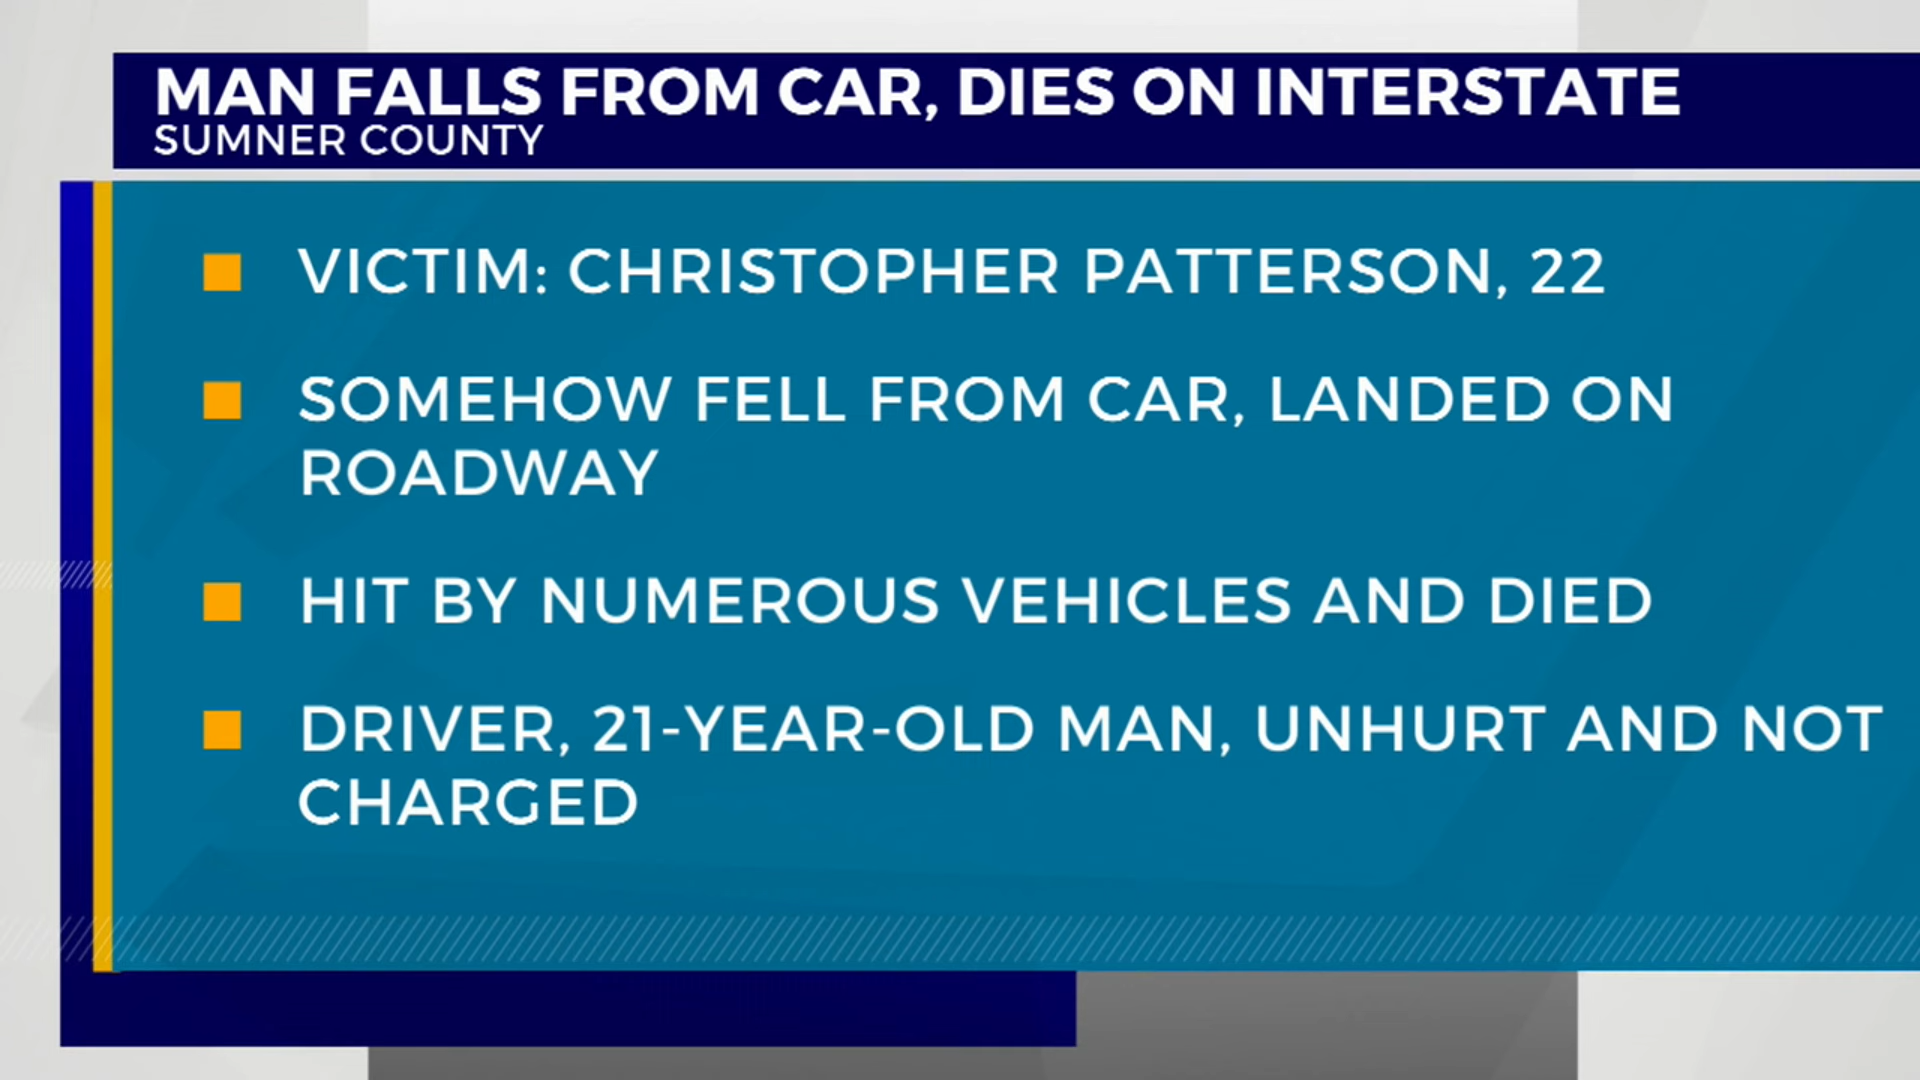 MAN FALLS FROM CAR, DIES ON INTERSTATE
SUMNER COUNTY
VICTIM: CHRISTOPHER PATTERSON, 22
SOMEHOW FELL FROM CAR, LANDED ON
ROADWAY
HIT BY NUMEROUS VEHICLES AND DIED
DRIVER, 21-YEAR-OLD MAN, UNHURT AND NOT
CHARGED